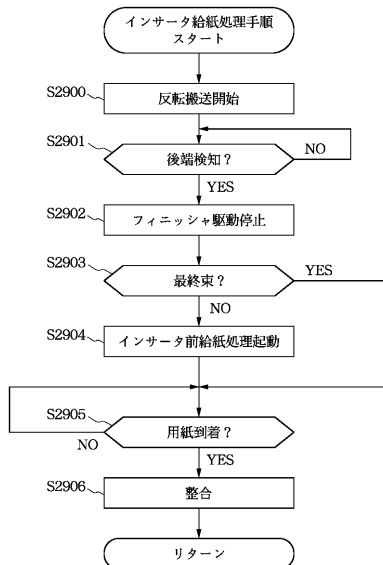 インサータ給紙処理手順
スタート
S2900
反転搬送開始
S2901
後端検知？
NO
YES
S2902
フィニッシャ駆動停止
S2903
最終束？
YES
NO
S2904
インサータ前給紙処理起動
S2905
用紙到着？
NO
YES
S2906
整合
リターン